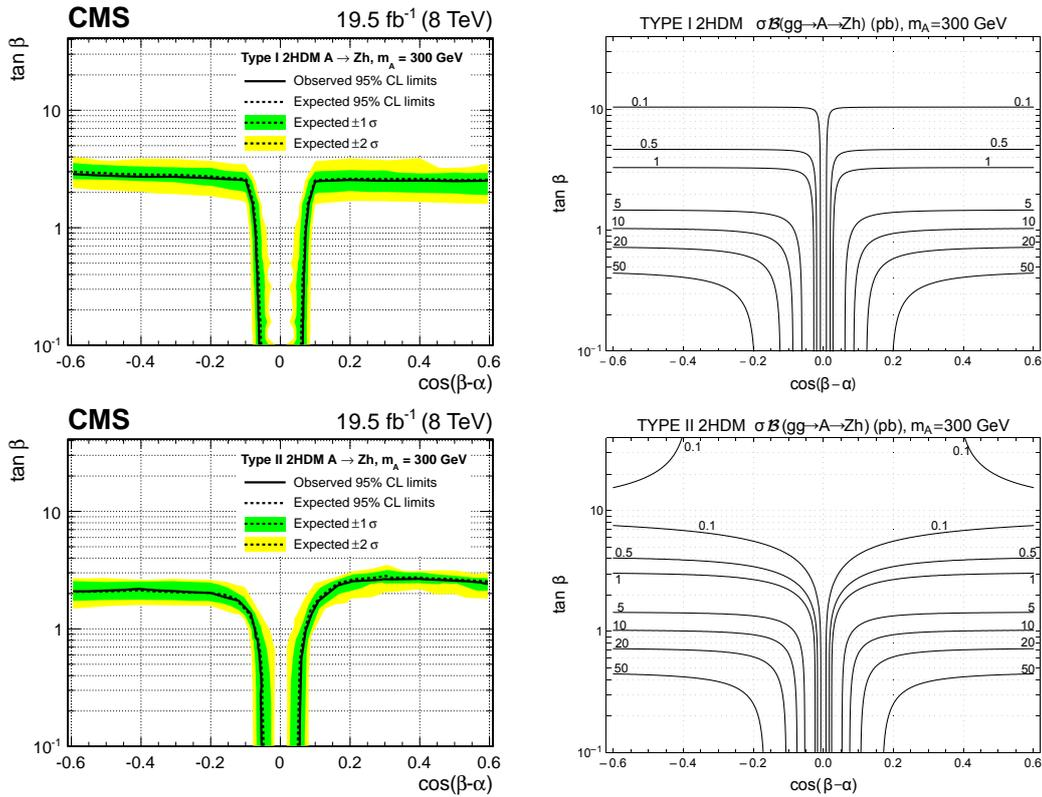 CMS 19.5 fb⁻¹ (8 TeV)
tan β
Type I 2HDM A → Zh, m_A = 300 GeV
Observed 95% CL limits
Expected 95% CL limits
Expected ±1 σ
Expected ±2 σ
10
1
10⁻¹
-0.6 -0.4 -0.2 0 0.2 0.4 0.6
cos(β-α)
TYPE I 2HDM σB(gg→A→Zh) (pb), m_A=300 GeV
tan β
10
1
10⁻¹
0.1 0.1
0.5 0.5
1 1
5 5
10 10
20 20
50 50
−0.6 −0.4 −0.2 0.0 0.2 0.4 0.6
cos(β−α)
CMS 19.5 fb⁻¹ (8 TeV)
tan β
Type II 2HDM A → Zh, m_A = 300 GeV
Observed 95% CL limits
Expected 95% CL limits
Expected ±1 σ
Expected ±2 σ
10
1
10⁻¹
-0.6 -0.4 -0.2 0 0.2 0.4 0.6
cos(β-α)
TYPE II 2HDM σB(gg→A→Zh) (pb), m_A=300 GeV
tan β
10
1
10⁻¹
0.1 0.1
0.1 0.1
0.5 0.5
1 1
5 5
10 10
20 20
50 50
−0.6 −0.4 −0.2 0.0 0.2 0.4 0.6
cos(β−α)